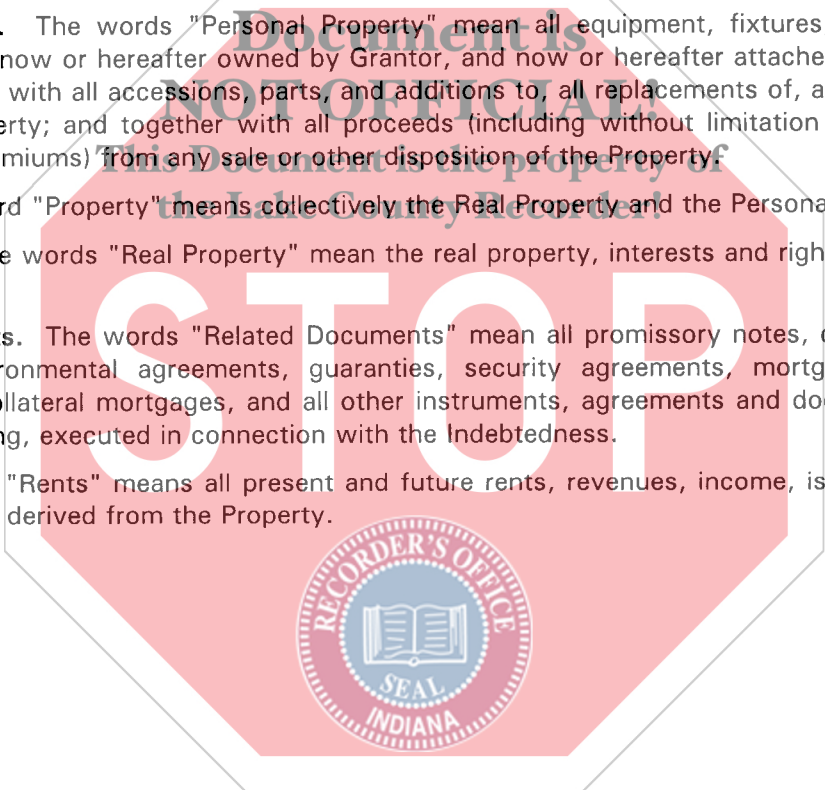 . The words "Personal Property" mean all equipment, fixtures
now or hereafter owned by Grantor, and now or hereafter attache
with all accessions, parts, and additions to, all replacements of, a
erty; and together with all proceeds (including without limitation
miums) from any sale or other disposition of the Property.
rd "Property" means collectively the Real Property and the Persona
e words "Real Property" mean the real property, interests and righ
s. The words "Related Documents" mean all promissory notes, c
onmental agreements, guaranties, security agreements, mortg
llateral mortgages, and all other instruments, agreements and do
ng, executed in connection with the Indebtedness.
"Rents" means all present and future rents, revenues, income, is
derived from the Property.
Document is
NOT OFFICIAL!
This Document is the property of
the Lake County Recorder!
STOP
RECORDER'S OFFICE
SEAL
INDIANA